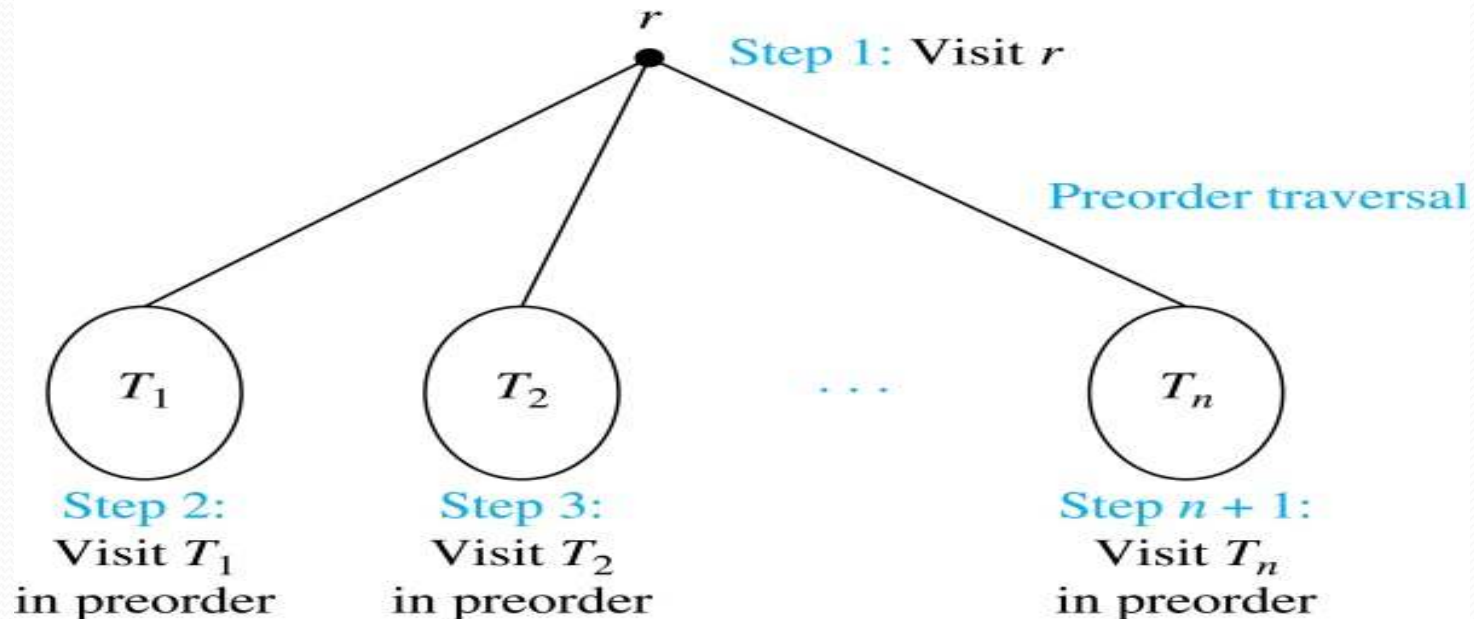 r
Step 1: Visit r
Preorder traversal
T₁
T₂
. . .
Tₙ
Step 2:
Visit T₁
in preorder
Step 3:
Visit T₂
in preorder
Step n + 1:
Visit Tₙ
in preorder